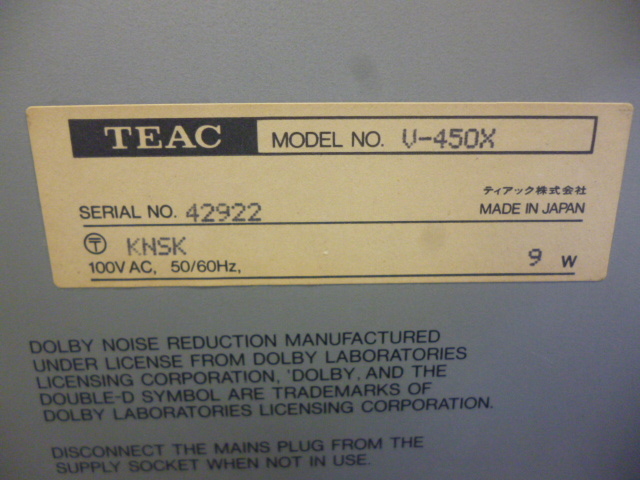 TEAC MODEL NO. V-450X
ティアック株式会社
SERIAL NO. 42922 MADE IN JAPAN
〒 KNSK
100V AC, 50/60Hz, 9 W
DOLBY NOISE REDUCTION MANUFACTURED
UNDER LICENSE FROM DOLBY LABORATORIES
LICENSING CORPORATION, 'DOLBY, AND THE
DOUBLE-D SYMBOL ARE TRADEMARKS OF
DOLBY LABORATORIES LICENSING CORPORATION.
DISCONNECT THE MAINS PLUG FROM THE
SUPPLY SOCKET WHEN NOT IN USE.